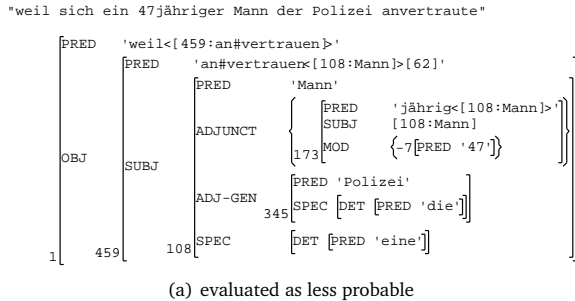 "weil sich ein 47jähriger Mann der Polizei anvertraute"
PRED 'weil<[459:an#vertrauen]>'
PRED 'an#vertrauen<[108:Mann]>[62]'
PRED 'Mann'
PRED 'jährig<[108:Mann]>'
SUBJ [108:Mann]
ADJUNCT
173 MOD {-7[PRED '47']}
OBJ SUBJ
PRED 'Polizei'
ADJ-GEN
345 SPEC [DET [PRED 'die']]
1 459 108 SPEC [DET [PRED 'eine']]
(a) evaluated as less probable